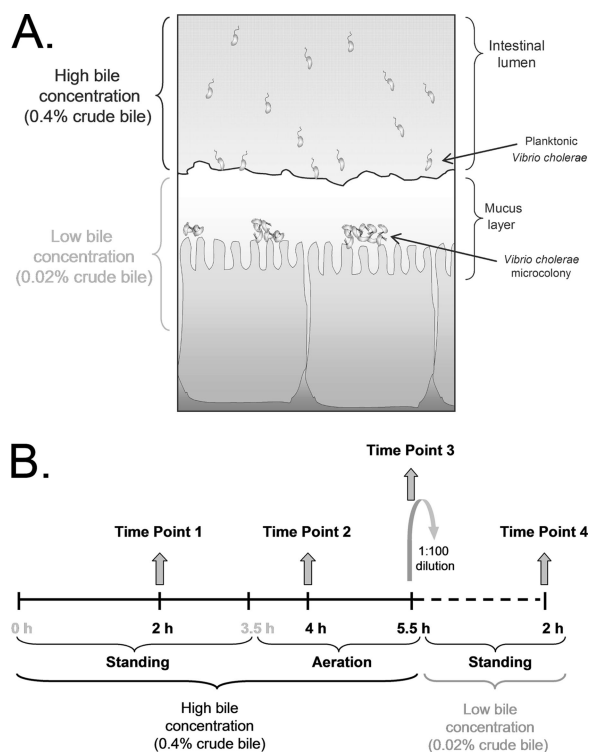 A.
High bile
concentration
(0.4% crude bile)
Intestinal
lumen
Planktonic
Vibrio cholerae
Low bile
concentration
(0.02% crude bile)
Mucus
layer
Vibrio cholerae
microcolony
B.
Time Point 3
Time Point 1
Time Point 2
1:100
dilution
Time Point 4
0 h
2 h
3.5 h
4 h
5.5 h
2 h
Standing
Aeration
Standing
High bile
concentration
(0.4% crude bile)
Low bile
concentration
(0.02% crude bile)